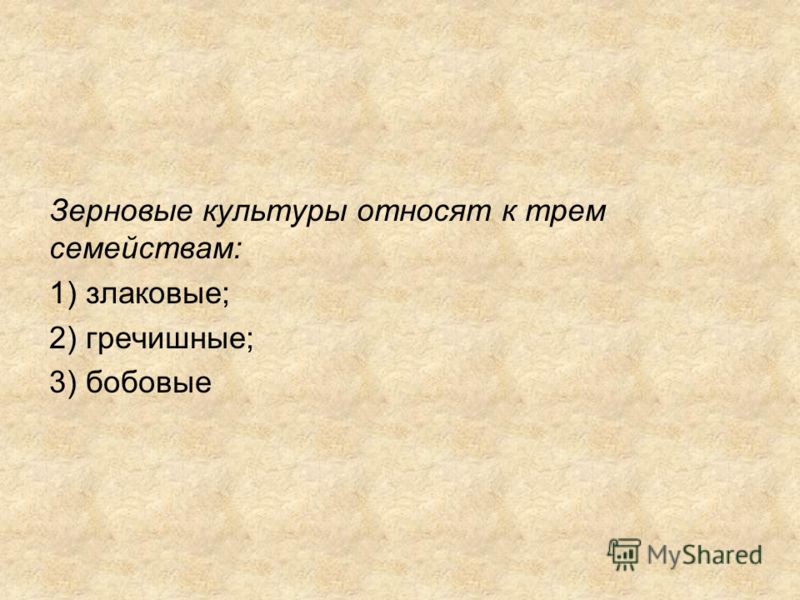 Зерновые культуры относят к трем
семействам:
1) злаковые;
2) гречишные;
3) бобовые
MyShared